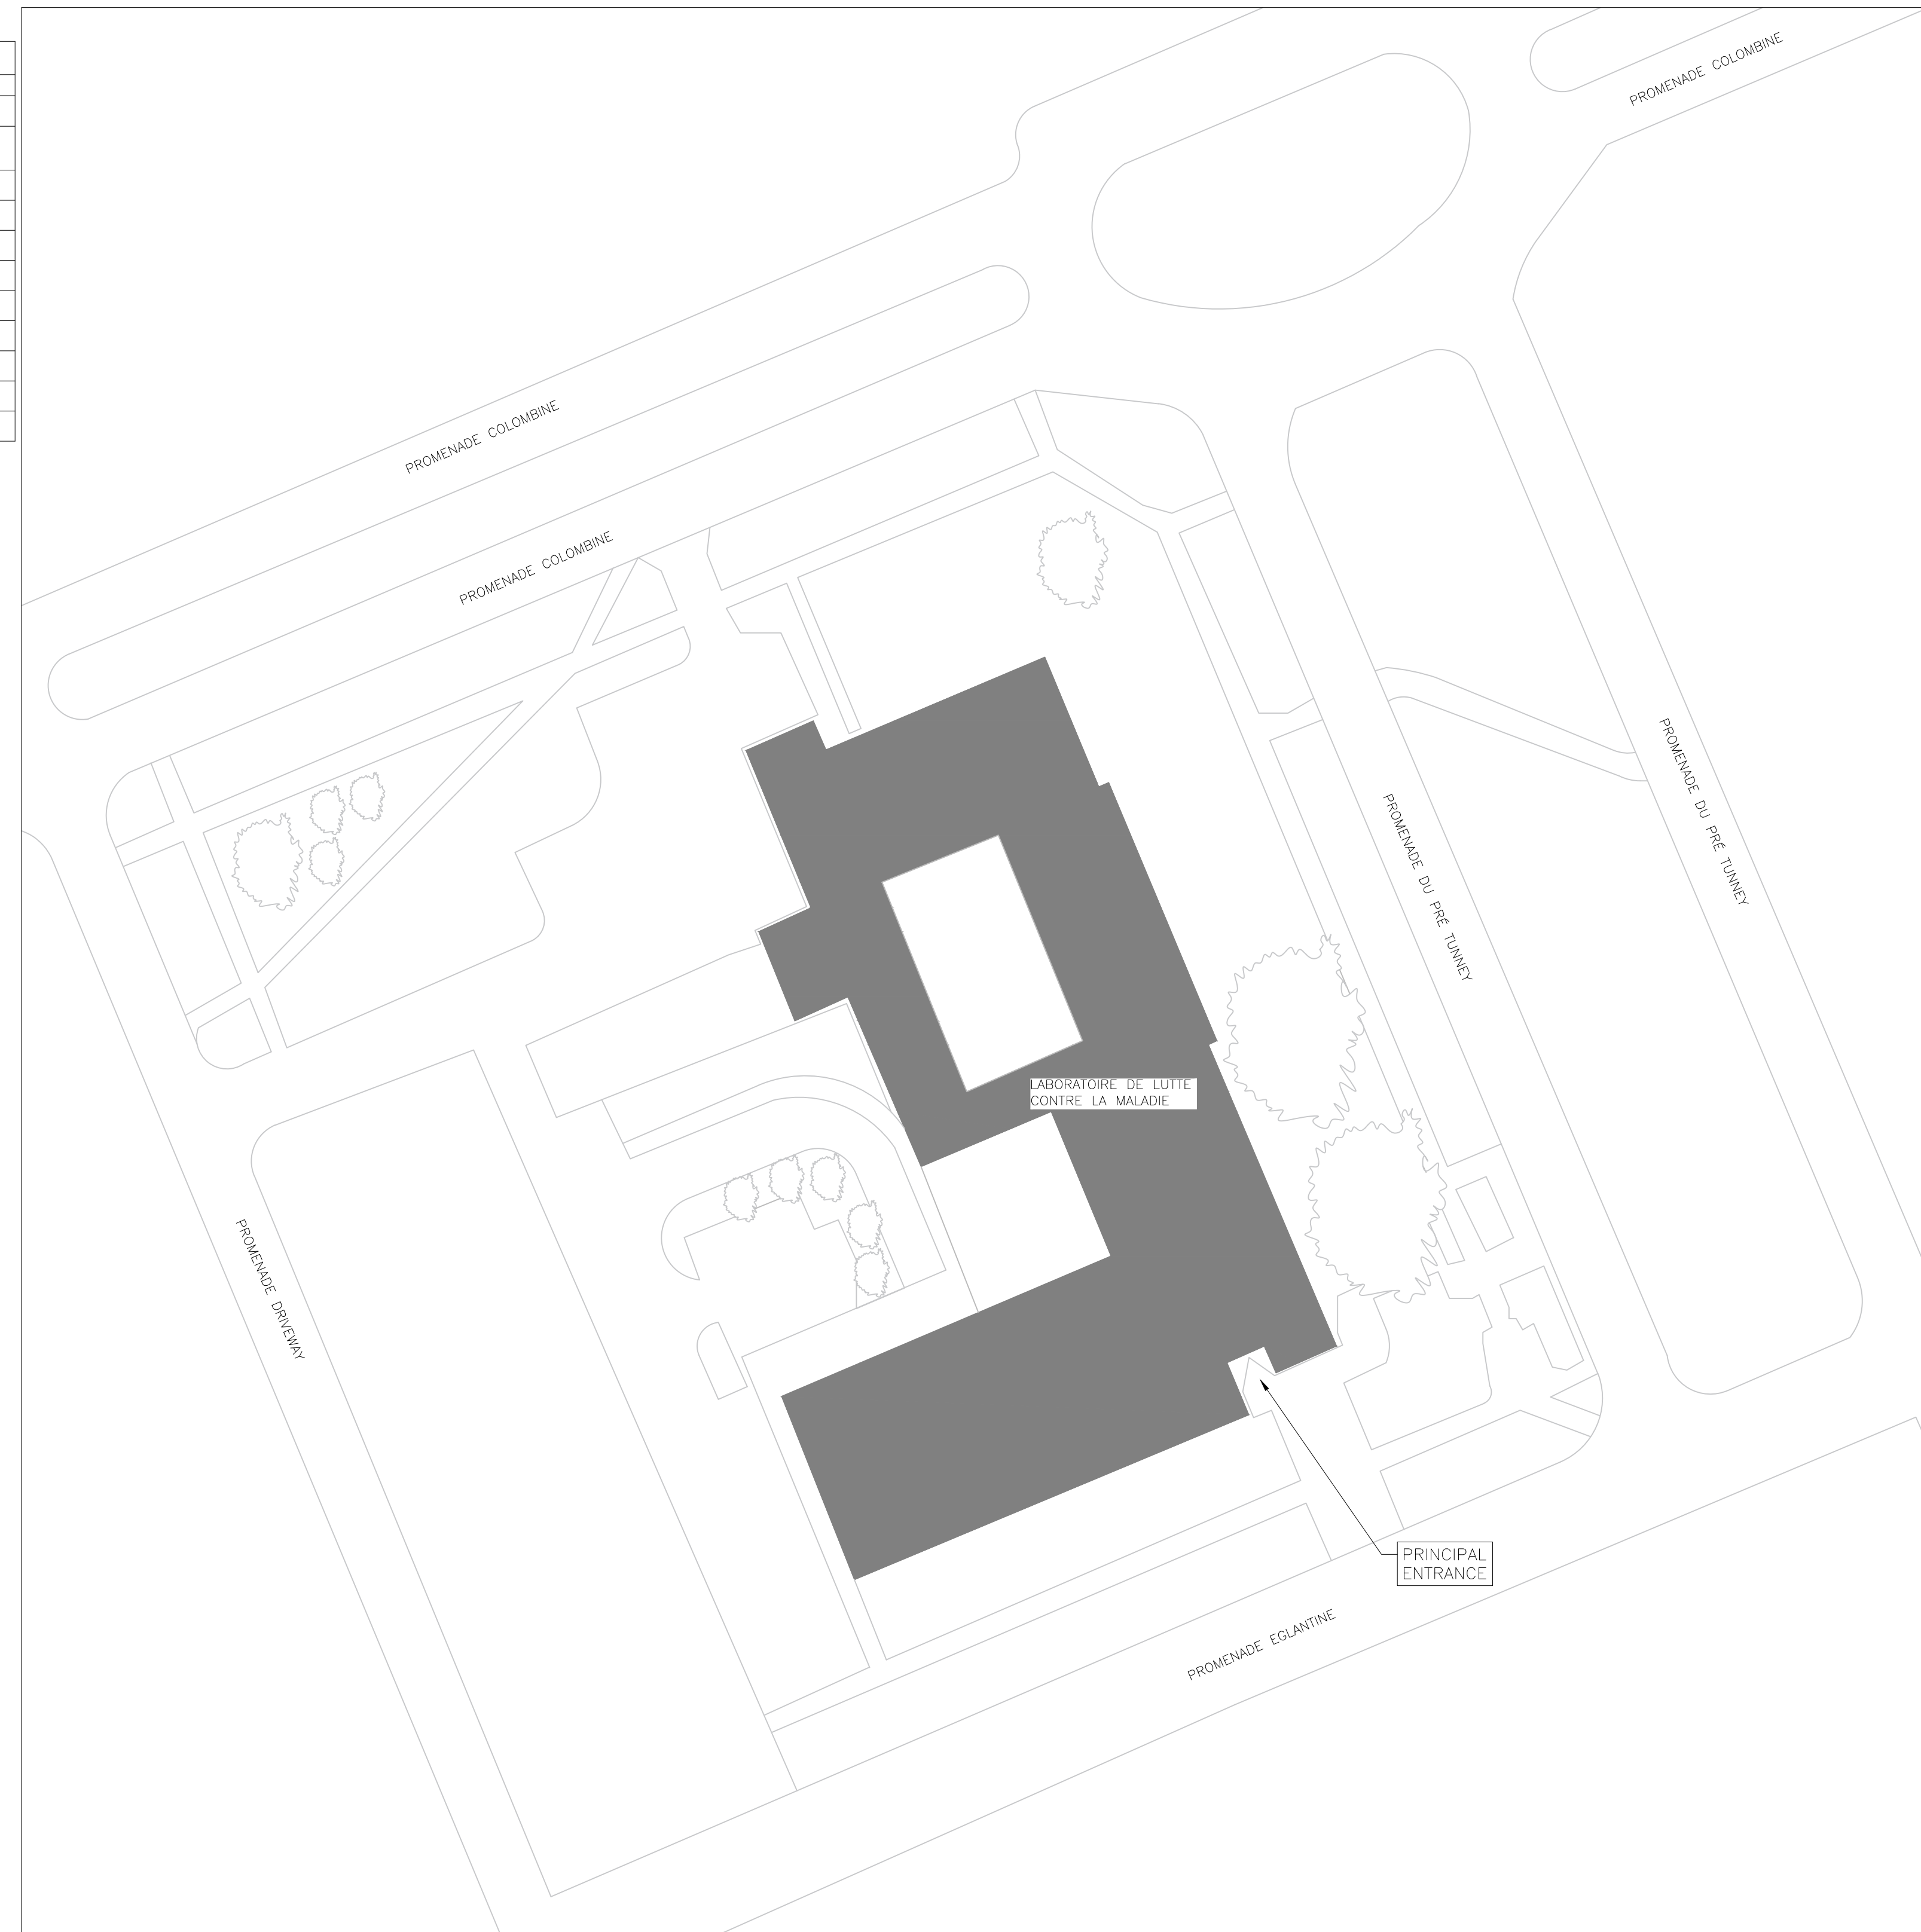 PROMENADE COLOMBINE
PROMENADE COLOMBINE
PROMENADE COLOMBINE
PROMENADE DU PRÉ TUNNEY
PROMENADE DU PRÉ TUNNEY
LABORATOIRE DE LUTTE
CONTRE LA MALADIE
PROMENADE DRIVEWAY
PRINCIPAL
ENTRANCE
PROMENADE EGLANTINE